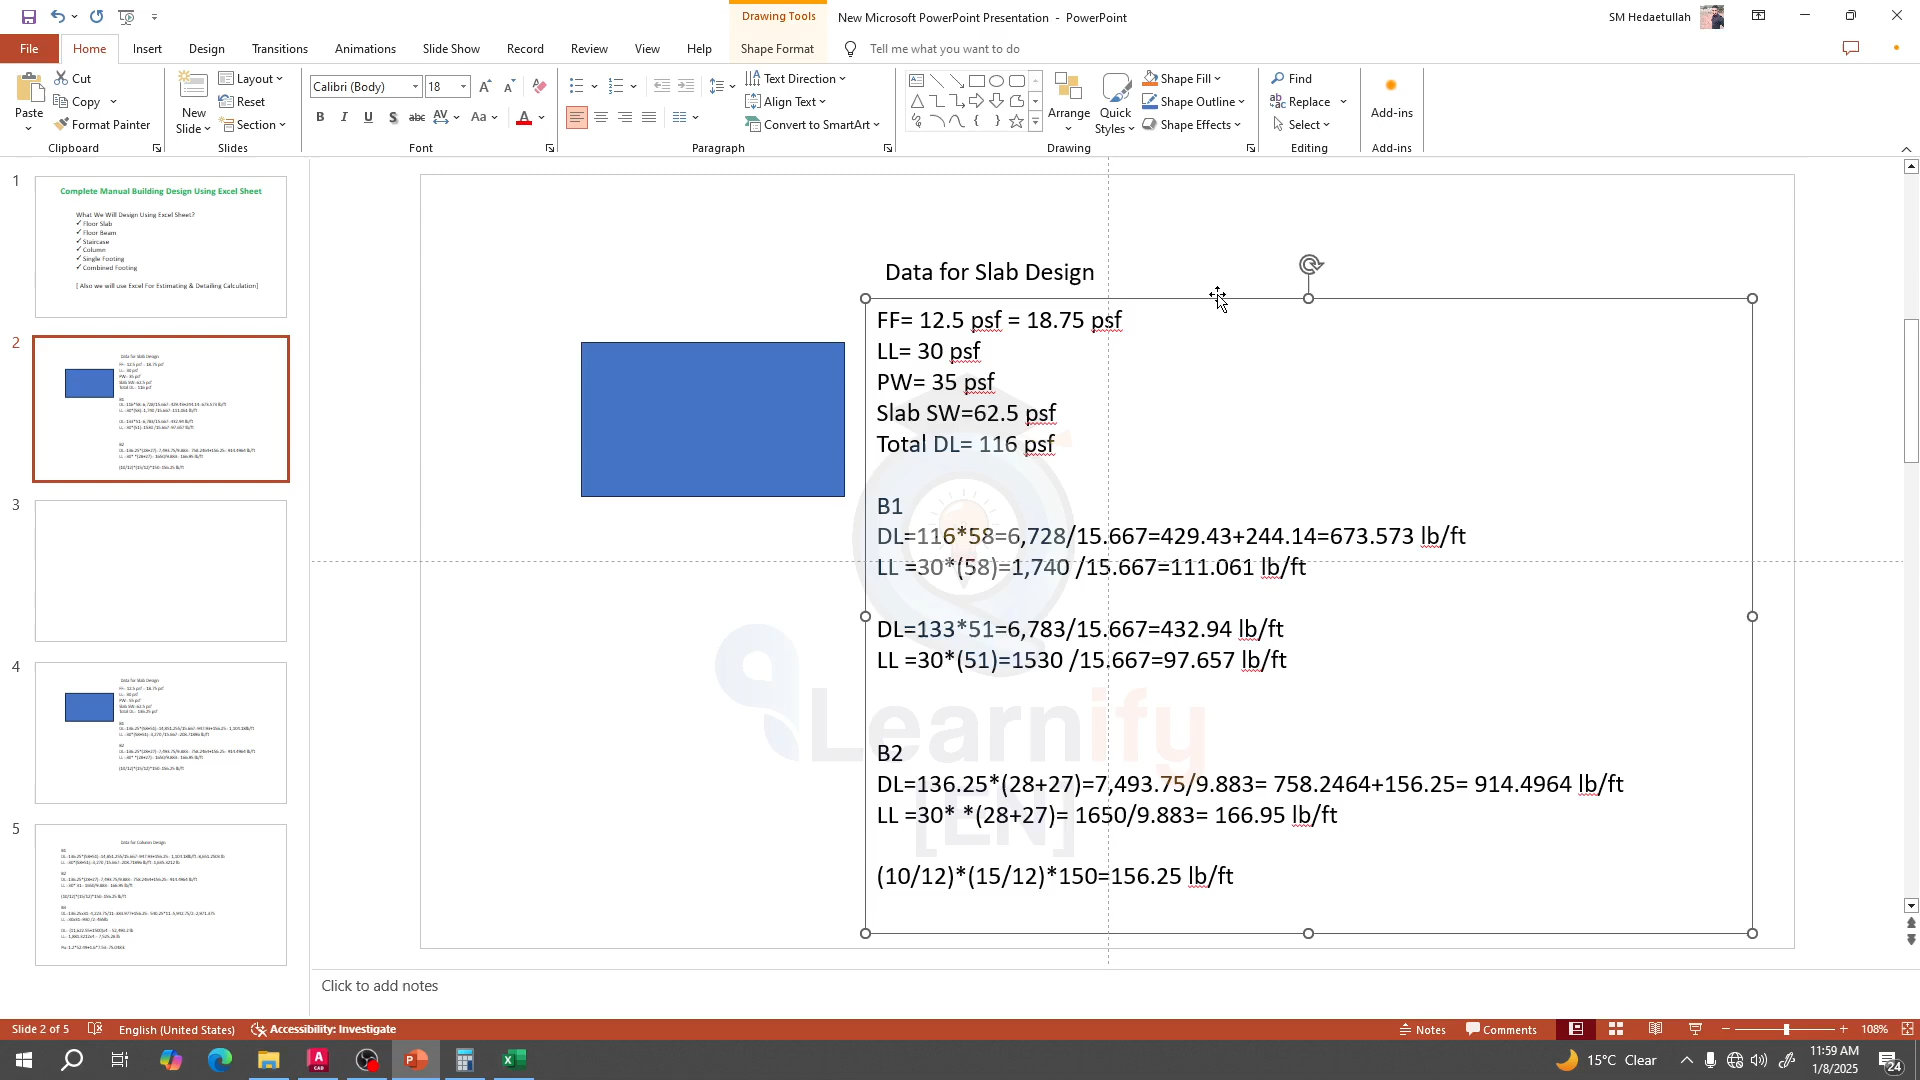 Drawing Tools
New Microsoft PowerPoint Presentation - PowerPoint
SM Hedaetullah
File
Home
Insert
Design
Transitions
Animations
Slide Show
Record
Review
View
Help
Shape Format
Tell me what you want to do
Paste
Cut
Copy
Format Painter
Clipboard
New Slide
Layout
Reset
Section
Slides
Calibri (Body)
18
Font
Text Direction
Align Text
Convert to SmartArt
Paragraph
Arrange
Quick Styles
Shape Fill
Shape Outline
Shape Effects
Drawing
Find
Replace
Select
Editing
Add-ins
Add-ins
1
Complete Manual Building Design Using Excel Sheet
What We Will Design Using Excel Sheet?
✓ Floor Slab
✓ Floor Beam
✓ Staircase
✓ Column
✓ Single Footing
✓ Combined Footing
[ Also we will use Excel For Estimating & Detailing Calculation]
2
3
4
5
Data for Slab Design
FF= 12.5 psf = 18.75 psf
LL= 30 psf
PW= 35 psf
Slab SW=62.5 psf
Total DL= 116 psf
B1
DL=116*58=6,728/15.667=429.43+244.14=673.573 lb/ft
LL =30*(58)=1,740 /15.667=111.061 lb/ft
DL=133*51=6,783/15.667=432.94 lb/ft
LL =30*(51)=1530 /15.667=97.657 lb/ft
B2
DL=136.25*(28+27)=7,493.75/9.883= 758.2464+156.25= 914.4964 lb/ft
LL =30* *(28+27)= 1650/9.883= 166.95 lb/ft
(10/12)*(15/12)*150=156.25 lb/ft
Learnify
[EN]
Click to add notes
Slide 2 of 5
English (United States)
Accessibility: Investigate
Notes
Comments
108%
15°C Clear
11:59 AM
1/8/2025
24